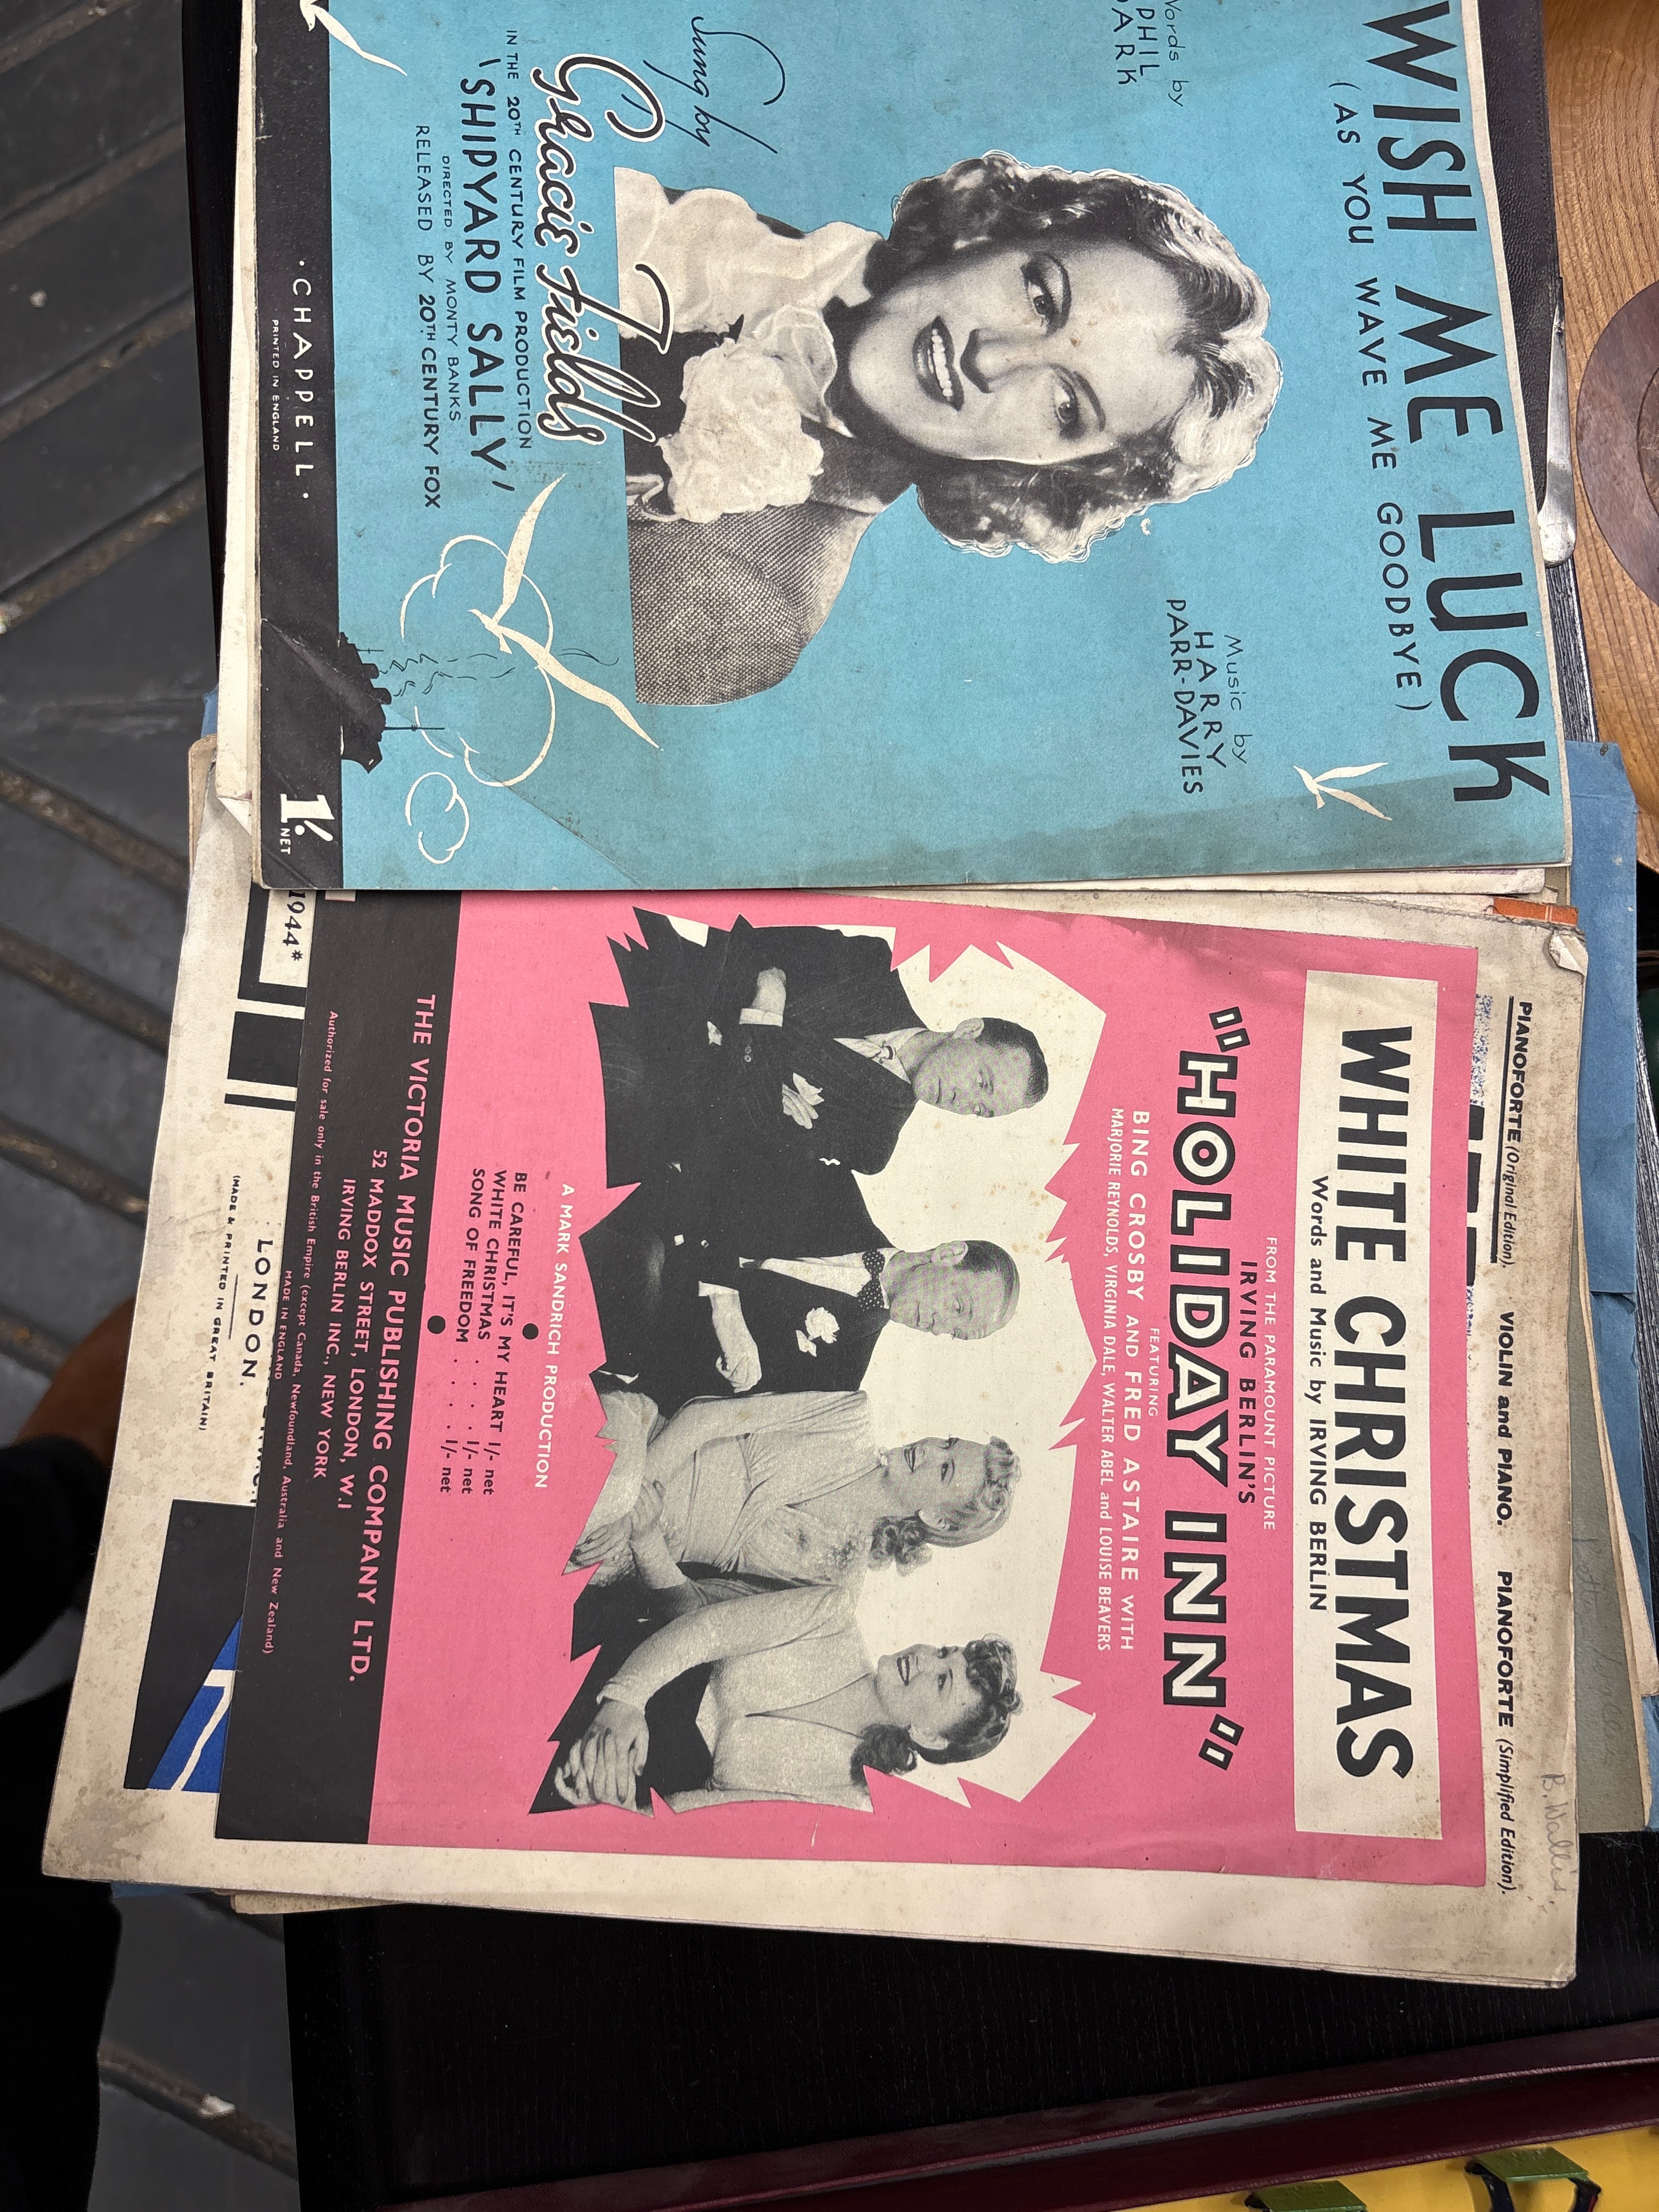 WISH ME LUCK
(AS YOU WAVE ME GOODBYE)
Words by
PHIL
PARK
Music by
HARRY
PARR-DAVIES
Sung by
Gracie Fields
IN THE 20TH CENTURY FILM PRODUCTION
'SHIPYARD SALLY'
DIRECTED BY MONTY BANKS
RELEASED BY 20TH CENTURY FOX
· CHAPPELL ·
PRINTED IN ENGLAND
1/-
NET
PIANOFORTE (Original Edition). VIOLIN and PIANO. PIANOFORTE (Simplified Edition).
B. Wallis.
WHITE CHRISTMAS
Words and Music by IRVING BERLIN
FROM THE PARAMOUNT PICTURE
IRVING BERLIN'S
"HOLIDAY INN"
FEATURING
BING CROSBY AND FRED ASTAIRE WITH
MARJORIE REYNOLDS, VIRGINIA DALE, WALTER ABEL and LOUISE BEAVERS
A MARK SANDRICH PRODUCTION
BE CAREFUL, IT'S MY HEART 1/- net
WHITE CHRISTMAS . . . . 1/- net
SONG OF FREEDOM . . . . 1/- net
THE VICTORIA MUSIC PUBLISHING COMPANY LTD.
52 MADDOX STREET, LONDON, W.1
IRVING BERLIN INC., NEW YORK
Authorized for sale only in the British Empire (except Canada, Newfoundland, Australia and New Zealand)
MADE IN ENGLAND
1944*
LONDON.
(MADE & PRINTED IN GREAT BRITAIN)